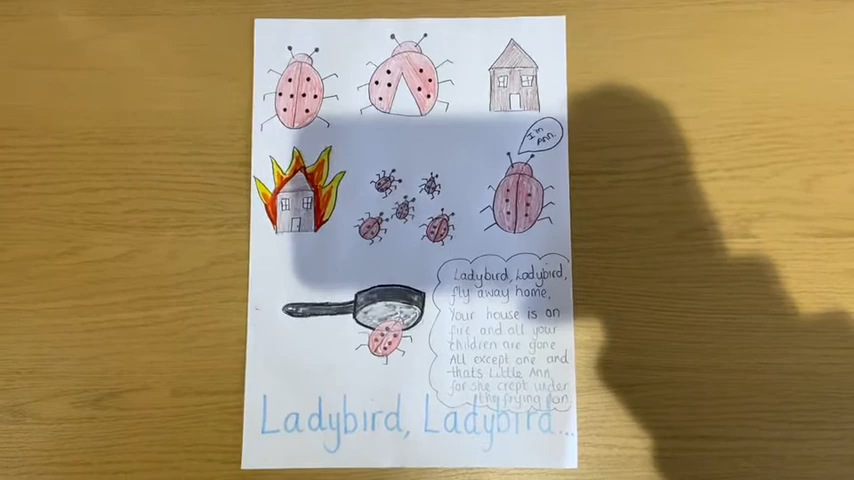 I'm
Ann.
Ladybird, Ladybird,
fly away home,
Your house is on
fire and all your
children are gone
All except one and
thats Little Ann
for she crept under
the frying pan
Ladybird, Ladybird...